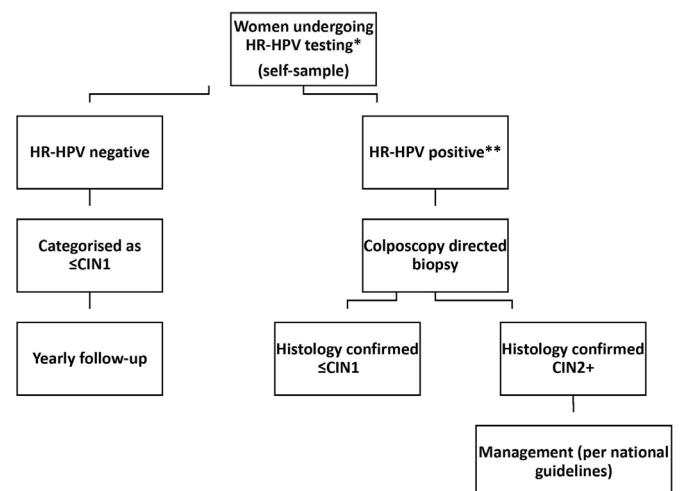 Women undergoing
HR-HPV testing*
(self-sample)
HR-HPV negative
HR-HPV positive**
Categorised as
≤CIN1
Colposcopy directed
biopsy
Yearly follow-up
Histology confirmed
≤CIN1
Histology confirmed
CIN2+
Management (per national
guidelines)